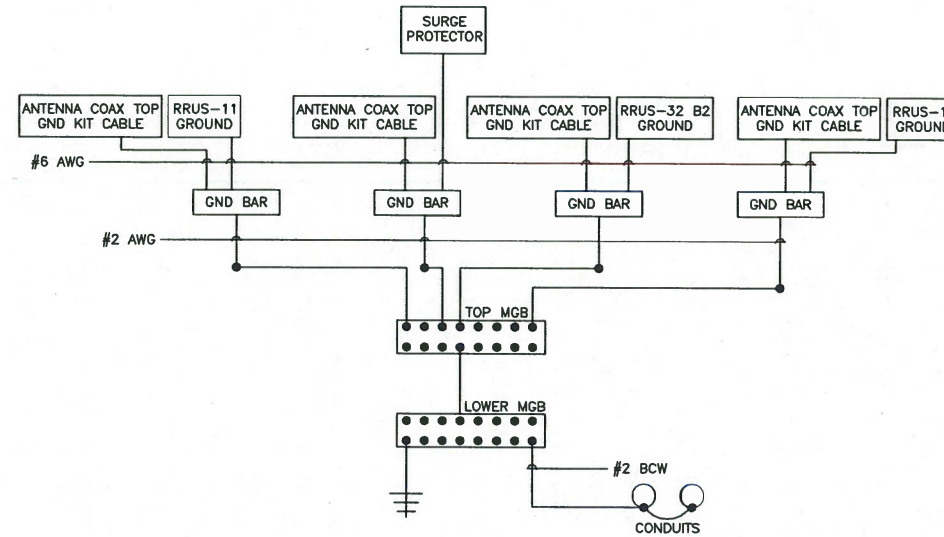 SURGE
PROTECTOR
ANTENNA COAX TOP
GND KIT CABLE
RRUS-11
GROUND
ANTENNA COAX TOP
GND KIT CABLE
ANTENNA COAX TOP
GND KIT CABLE
RRUS-32 B2
GROUND
ANTENNA COAX TOP
GND KIT CABLE
RRUS-1
GROUN
#6 AWG
GND BAR
GND BAR
GND BAR
GND BAR
#2 AWG
TOP MGB
LOWER MGB
#2 BCW
CONDUITS